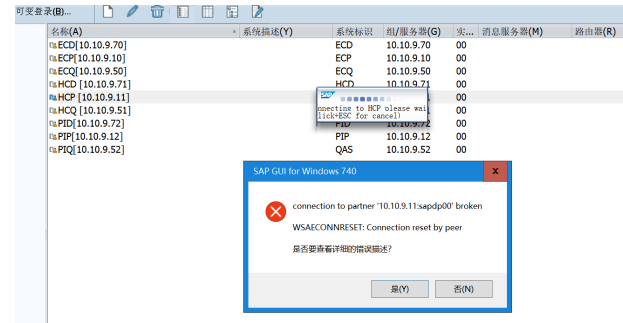 可变登录(B)...
名称(A) 系统描述(Y) 系统标识 组/服务器(G) 实... 消息服务器(M) 路由器(R)
ECD[10.10.9.70] ECD 10.10.9.70 00
ECP[10.10.9.10] ECP 10.10.9.10 00
ECQ[10.10.9.50] ECQ 10.10.9.50 00
HCD [10.10.9.71] HCD 10.10.9.71 00
HCP [10.10.9.11] 00
HCQ [10.10.9.51] 00
PID[10.10.9.72] PID 10.10.9.72 00
PIP[10.10.9.12] PIP 10.10.9.12 00
PIQ[10.10.9.52] QAS 10.10.9.52 00
SAP
nnecting to HCP please wai
lick+ESC for cancel)
SAP GUI for Windows 740
x
connection to partner '10.10.9.11:sapdp00' broken
WSAECONNRESET: Connection reset by peer
是否要查看详细的错误描述?
是(Y) 否(N)